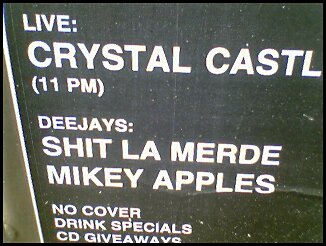 LIVE:
CRYSTAL CASTL
(11 PM)
DEEJAYS:
SHIT LA MERDE
MIKEY APPLES
NO COVER
DRINK SPECIALS
CD GIVEAWAYS